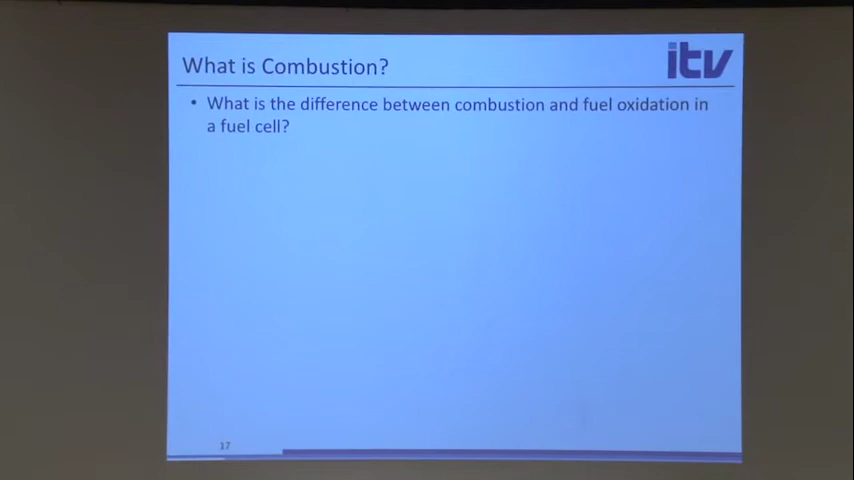 What is Combustion?
itv
• What is the difference between combustion and fuel oxidation in
a fuel cell?
17